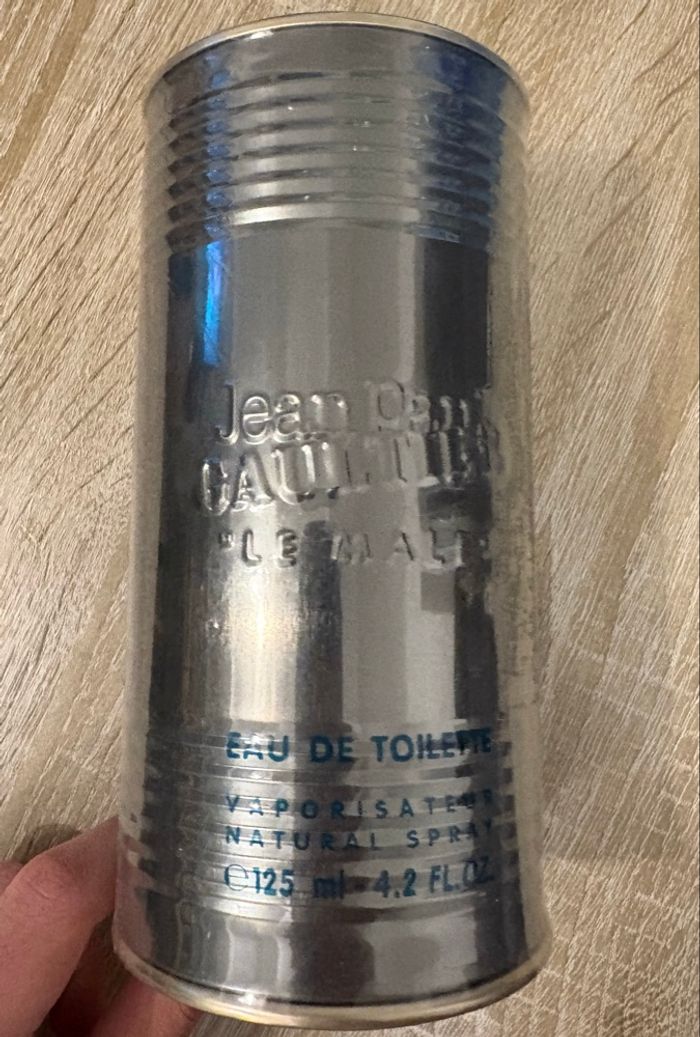 Jean Paul
GAULTIER
"LE MALE"
EAU DE TOILETTE
VAPORISATEUR
NATURAL SPRAY
℮125 ml - 4.2 FL.OZ.